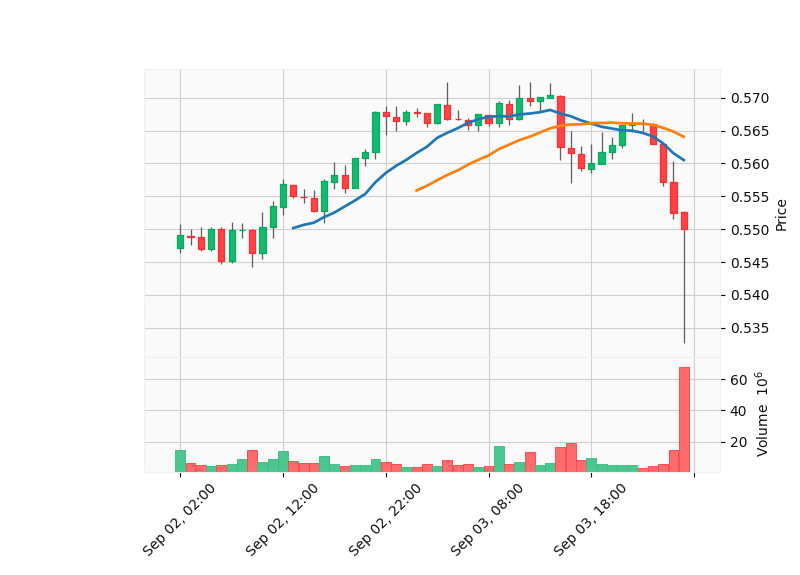 0.570
0.565
0.560
0.555
0.550
0.545
0.540
0.535
Price
60
40
20
Volume 10^6
Sep 02, 02:00
Sep 02, 12:00
Sep 02, 22:00
Sep 03, 08:00
Sep 03, 18:00